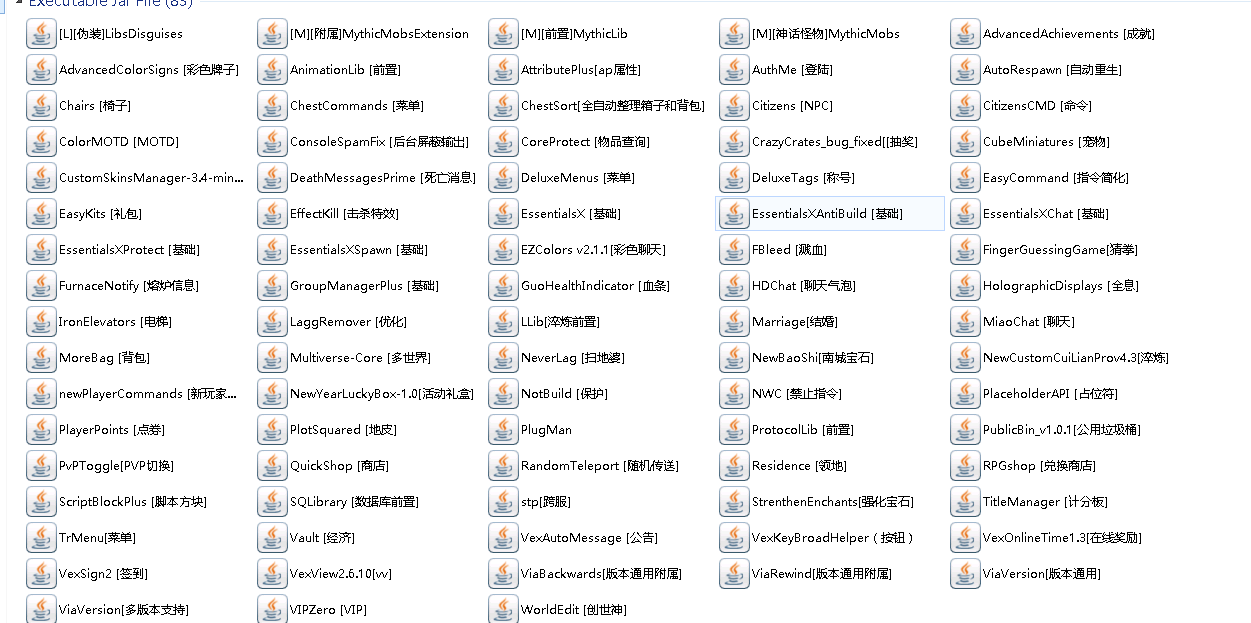 Executable Jar File (83)
[L][伪装]LibsDisguises [M][附属]MythicMobsExtension [M][前置]MythicLib [M][神话怪物]MythicMobs AdvancedAchievements [成就]
AdvancedColorSigns [彩色牌子] AnimationLib [前置] AttributePlus[ap属性] AuthMe [登陆] AutoRespawn [自动重生]
Chairs [椅子] ChestCommands [菜单] ChestSort[全自动整理箱子和背包] Citizens [NPC] CitizensCMD [命令]
ColorMOTD [MOTD] ConsoleSpamFix [后台屏蔽输出] CoreProtect [物品查询] CrazyCrates_bug_fixed[[抽奖] CubeMiniatures [宠物]
CustomSkinsManager-3.4-min... DeathMessagesPrime [死亡消息] DeluxeMenus [菜单] DeluxeTags [称号] EasyCommand [指令简化]
EasyKits [礼包] EffectKill [击杀特效] EssentialsX [基础] EssentialsXAntiBuild [基础] EssentialsXChat [基础]
EssentialsXProtect [基础] EssentialsXSpawn [基础] EZColors v2.1.1[彩色聊天] FBleed [溅血] FingerGuessingGame[猜拳]
FurnaceNotify [熔炉信息] GroupManagerPlus [基础] GuoHealthIndicator [血条] HDChat [聊天气泡] HolographicDisplays [全息]
IronElevators [电梯] LaggRemover [优化] LLib[淬炼前置] Marriage[结婚] MiaoChat [聊天]
MoreBag [背包] Multiverse-Core [多世界] NeverLag [扫地婆] NewBaoShi[南城宝石] NewCustomCuiLianProv4.3[淬炼]
newPlayerCommands [新玩家... NewYearLuckyBox-1.0[活动礼盒] NotBuild [保护] NWC [禁止指令] PlaceholderAPI [占位符]
PlayerPoints [点券] PlotSquared [地皮] PlugMan ProtocolLib [前置] PublicBin_v1.0.1[公用垃圾桶]
PvPToggle[PVP切换] QuickShop [商店] RandomTeleport [随机传送] Residence [领地] RPGshop [兑换商店]
ScriptBlockPlus [脚本方块] SQLibrary [数据库前置] stp[跨服] StrenthenEnchants[强化宝石] TitleManager [计分板]
TrMenu[菜单] Vault [经济] VexAutoMessage [公告] VexKeyBroadHelper（按钮） VexOnlineTime1.3[在线奖励]
VexSign2 [签到] VexView2.6.10[vv] ViaBackwards[版本通用附属] ViaRewind[版本通用附属] ViaVersion[版本通用]
ViaVersion[多版本支持] VIPZero [VIP] WorldEdit [创世神]